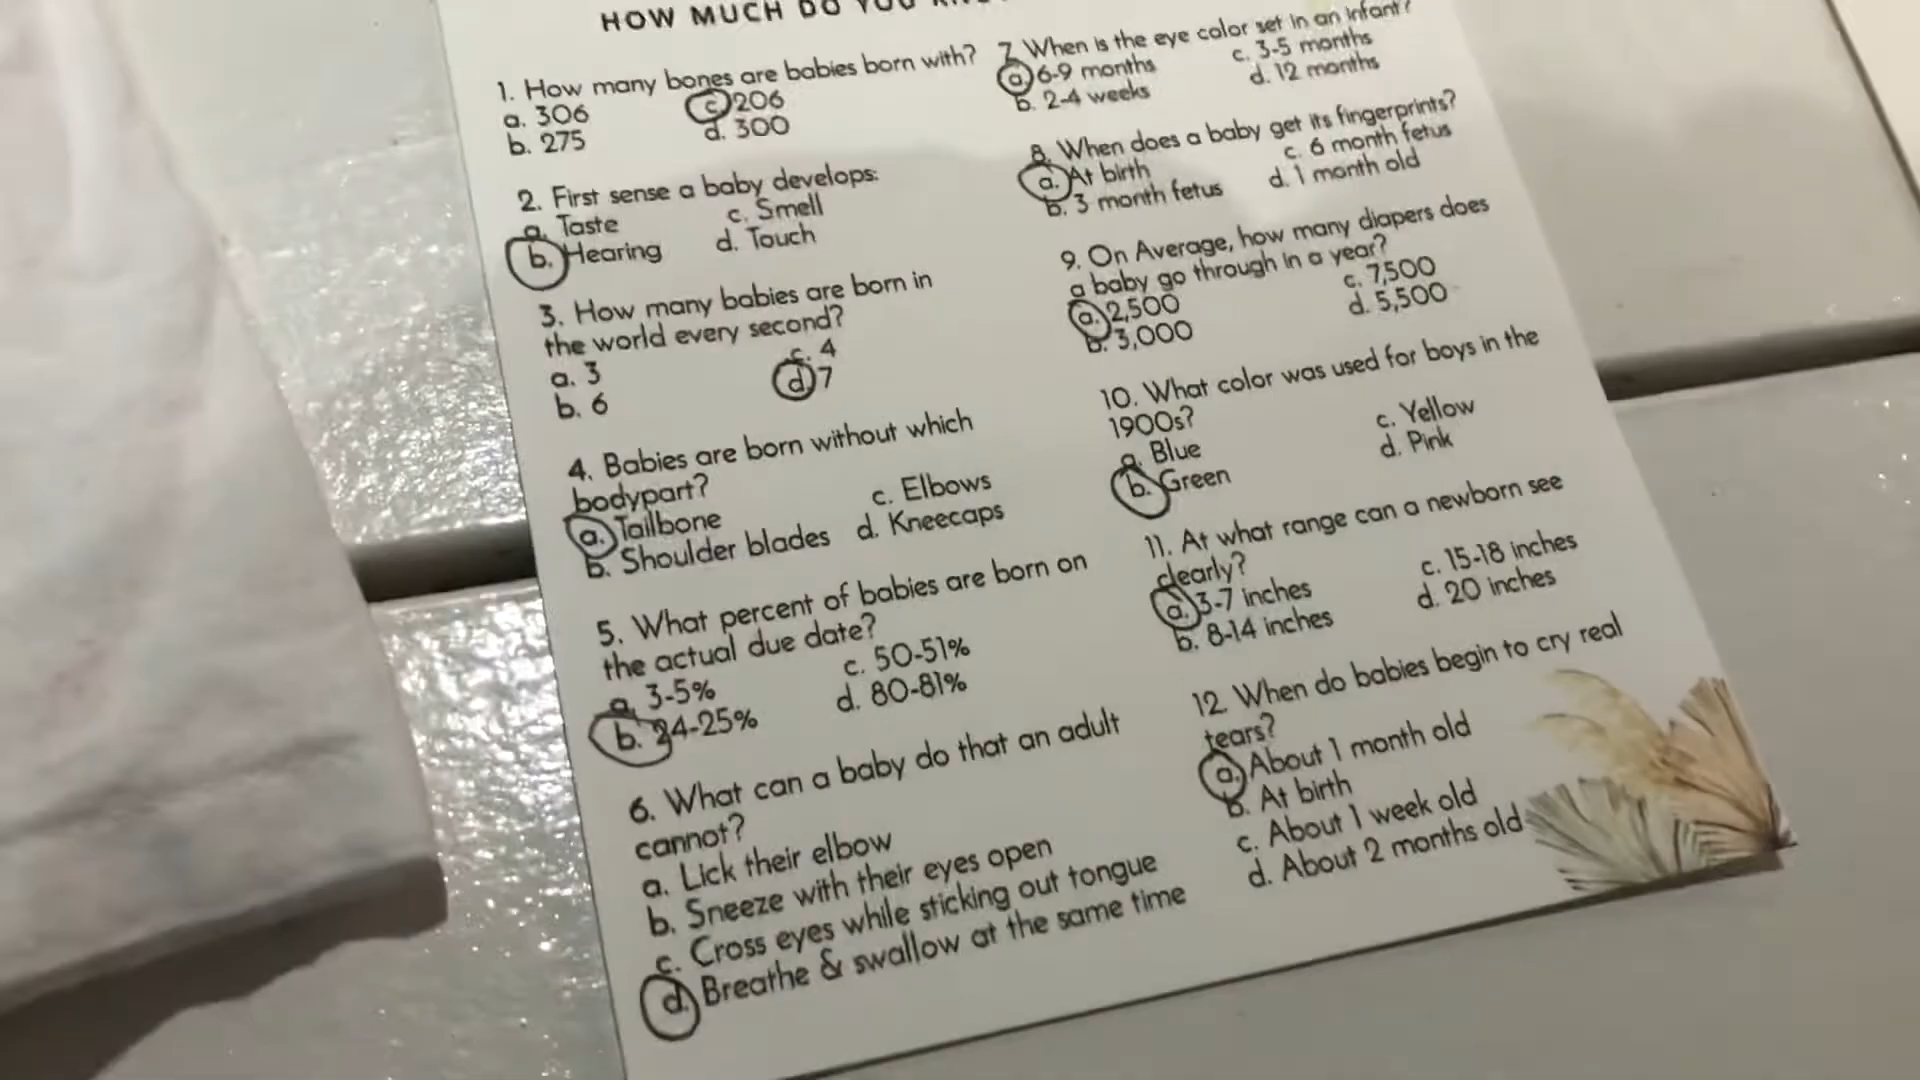 HOW MUCH DO YOU
1. How many bones are babies born with?
a. 306
c. 206
b. 275
d. 300
2. First sense a baby develops:
a. Taste
c. Smell
b. Hearing
d. Touch
3. How many babies are born in
the world every second?
a. 3
c. 4
b. 6
d. 7
4. Babies are born without which
bodypart?
a. Tailbone
c. Elbows
b. Shoulder blades
d. Kneecaps
5. What percent of babies are born on
the actual due date?
a. 3-5%
c. 50-51%
b. 24-25%
d. 80-81%
6. What can a baby do that an adult
cannot?
a. Lick their elbow
b. Sneeze with their eyes open
c. Cross eyes while sticking out tongue
d. Breathe & swallow at the same time
7. When is the eye color set in an infant?
a. 6-9 months
c. 3-5 months
b. 2-4 weeks
d. 12 months
8. When does a baby get its fingerprints?
a. At birth
c. 6 month fetus
b. 3 month fetus
d. 1 month old
9. On Average, how many diapers does
a baby go through in a year?
a. 2,500
c. 7,500
b. 3,000
d. 5,500
10. What color was used for boys in the
1900s?
a. Blue
c. Yellow
b. Green
d. Pink
11. At what range can a newborn see
clearly?
a. 3-7 inches
c. 15-18 inches
b. 8-14 inches
d. 20 inches
12. When do babies begin to cry real
tears?
a. About 1 month old
b. At birth
c. About 1 week old
d. About 2 months old